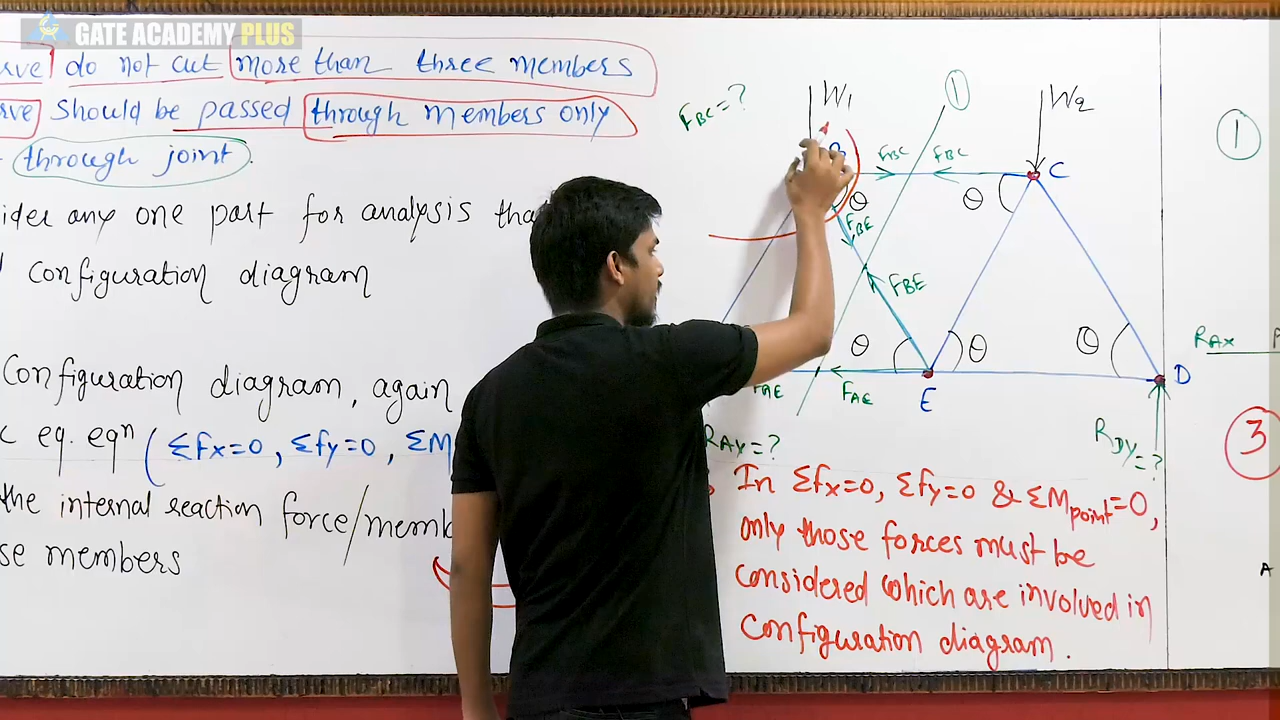 GATE ACADEMY PLUS
rve do not cut more than three members
rve should be passed through members only
through joint.
ider any one part for analysis tha
configuration diagram
Configuration diagram, again
c eq. eqⁿ (Σfx=0, Σfy=0, ΣM
the internal reaction force/memb
se members
FBC=?
W1
1
W2
B
FBC
FBC
C
θ
θ
FBE
FBE
θ
θ
θ
D
FAE
FAE
E
RAY=?
RDY=?
In Σfx=0, Σfy=0 & ΣMpoint=0,
only those forces must be
considered which are involved in
configuration diagram.
1
RAX
3
A